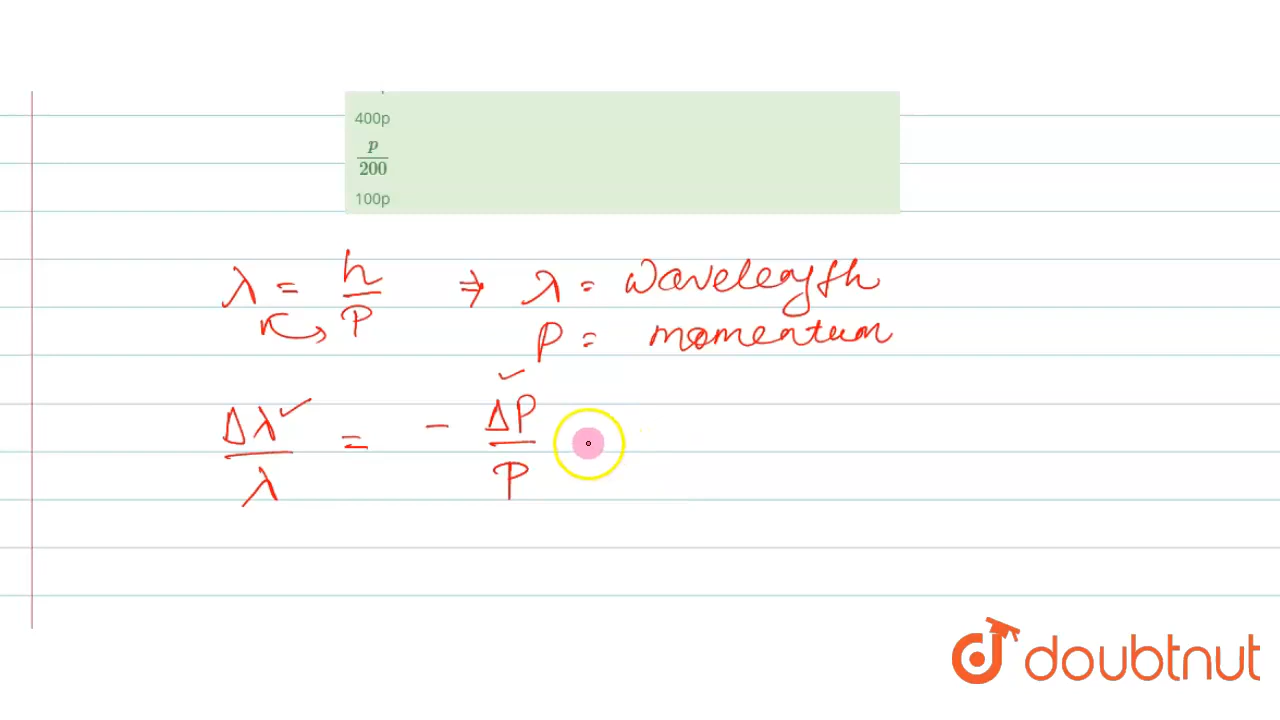 400p
p
200
100p
λ = h/P ⇒ λ = Wavelength
P = momentum
Δλ/λ = - ΔP/P
doubtnut